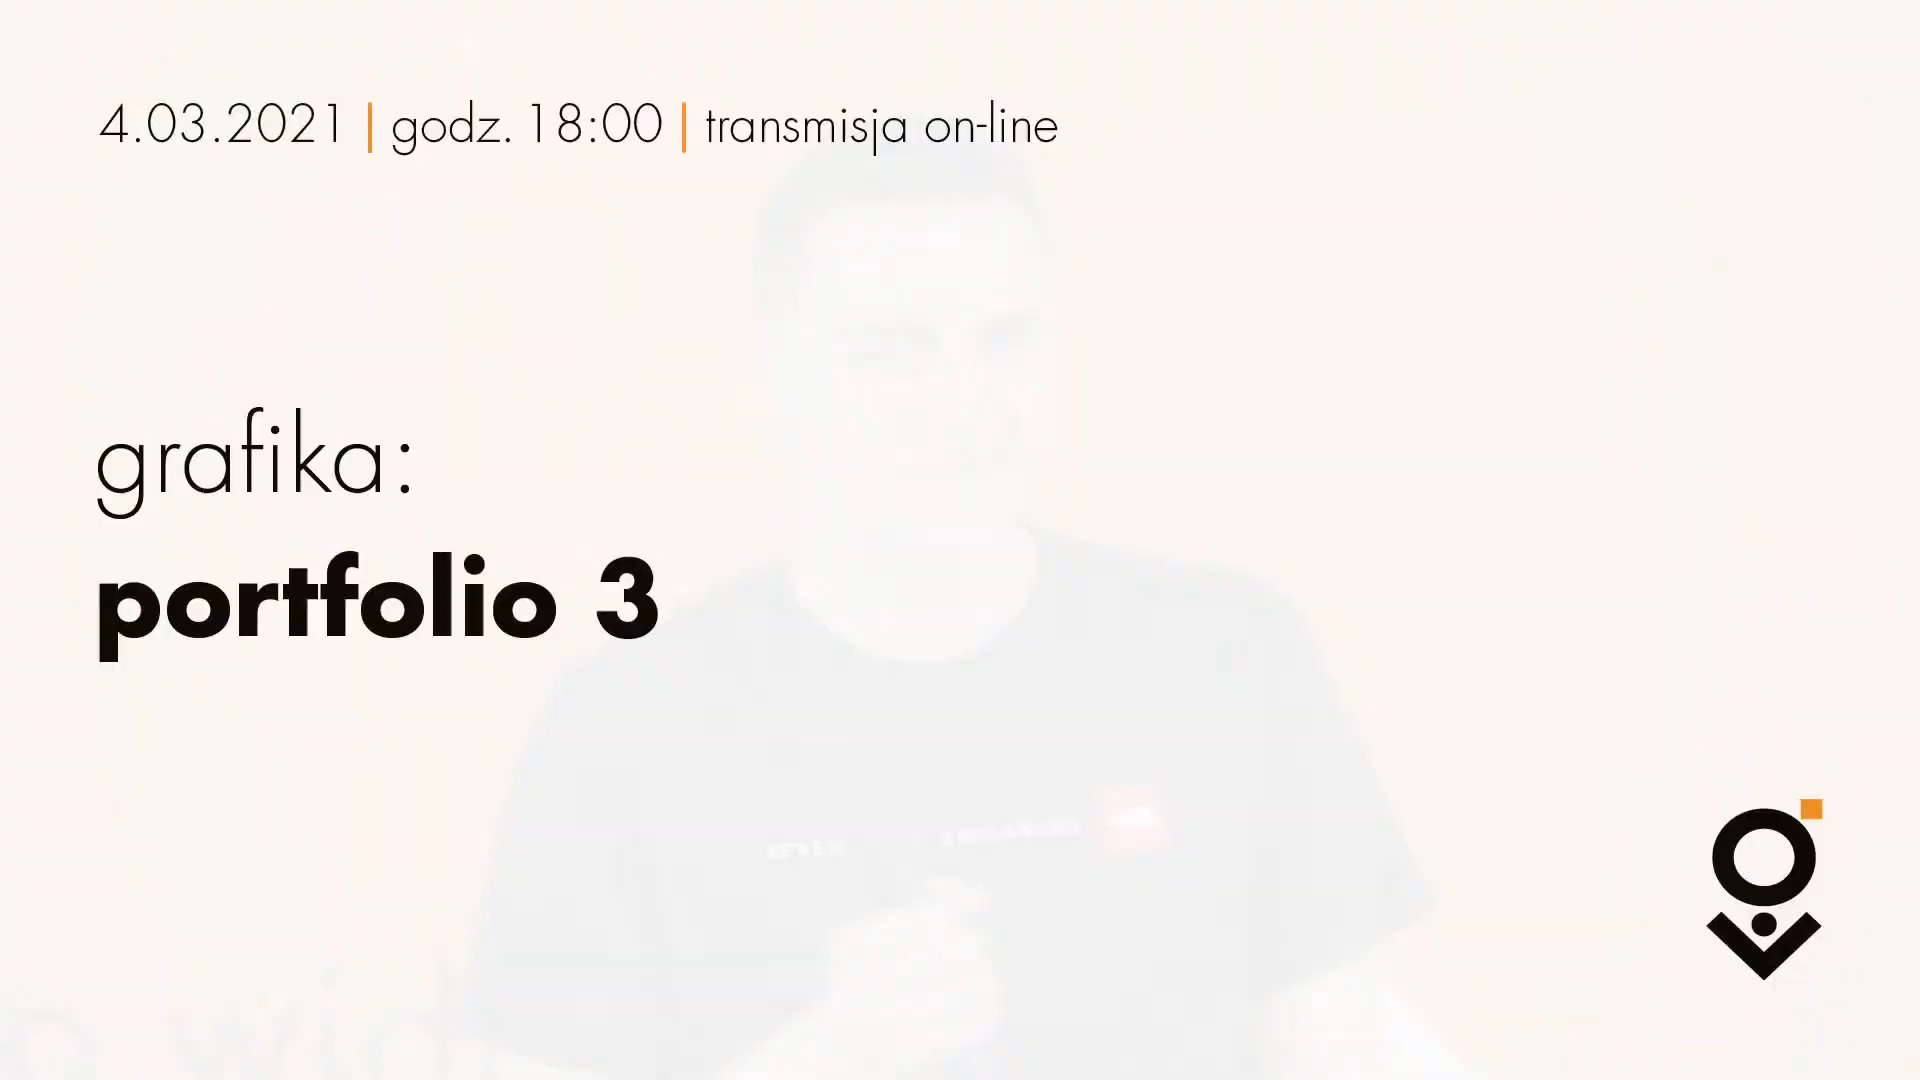 4.03.2021 | godz. 18:00 | transmisja on-line
grafika:
portfolio 3